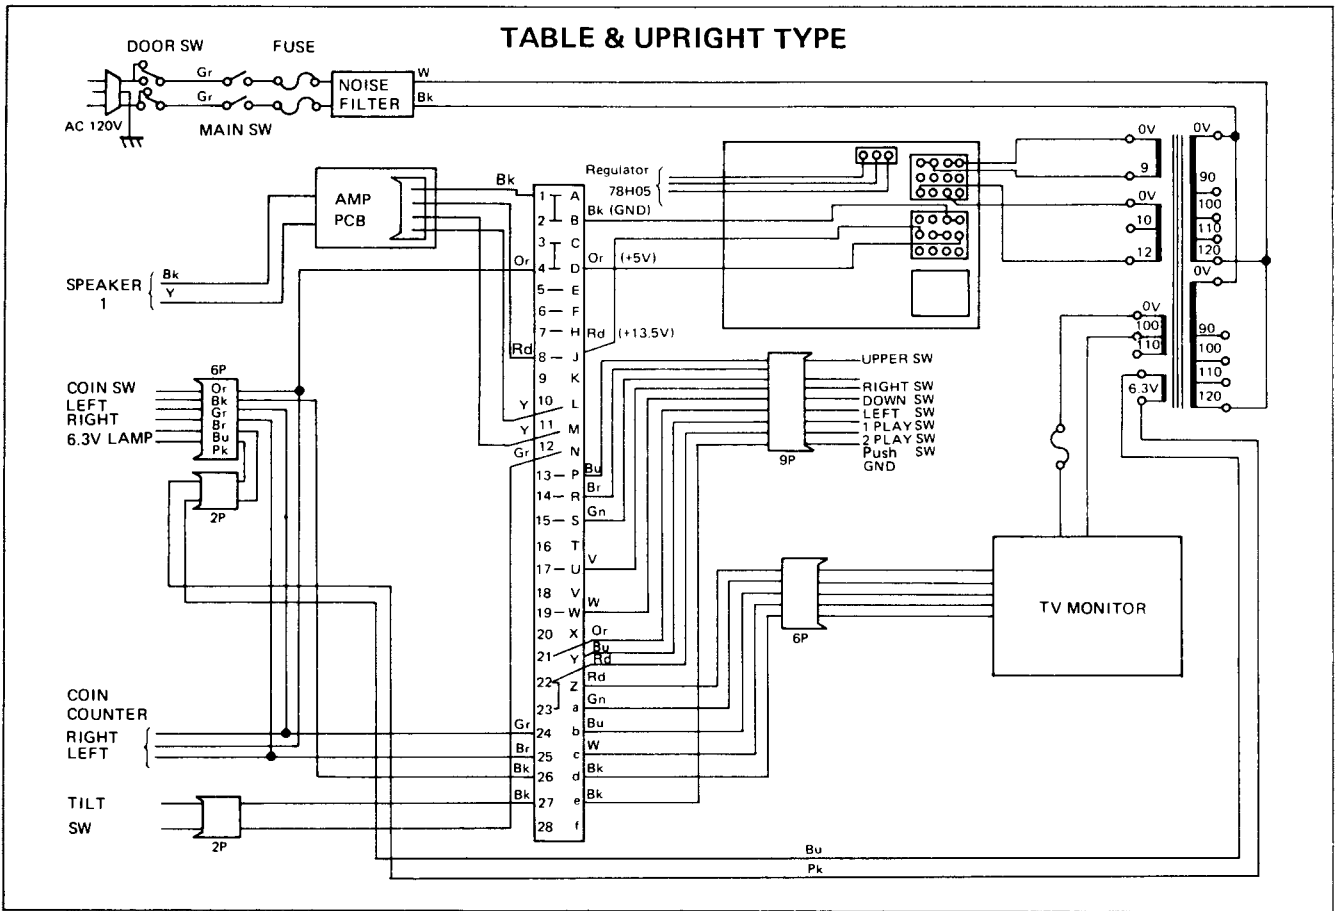 TABLE & UPRIGHT TYPE
DOOR SW
FUSE
Gr
Gr
NOISE
FILTER
W
Bk
AC 120V
MAIN SW
AMP
PCB
Bk
Regulator
78H05
Bk (GND)
Or (+5V)
Rd (+13.5V)
Or
Rd
SPEAKER
1
Bk
Y
0V
9
0V
10
12
0V
90
100
110
120
0V
90
100
110
120
0V
100
110
6.3V
6P
COIN SW
LEFT
RIGHT
6.3V LAMP
Or
Bk
Gr
Br
Bu
Pk
2P
1 A
2 B
3 C
4 D
5 E
6 F
7 H
8 J
9 K
10 L
11 M
12 N
13 P
14 R
15 S
16 T
17 U
18 V
19 W
20 X
21 Y
22 Z
23 a
24 b
25 c
26 d
27 e
28 f
Y
Y
Gr
Bu
Br
Gn
V
W
Or
Bu
Rd
Rd
Gn
Bu
W
Bk
Bk
UPPER SW
RIGHT SW
DOWN SW
LEFT SW
1 PLAY SW
2 PLAY SW
Push SW
GND
9P
6P
TV MONITOR
COIN
COUNTER
RIGHT
LEFT
Gr
Br
Bk
Bk
TILT
SW
2P
Bu
Pk